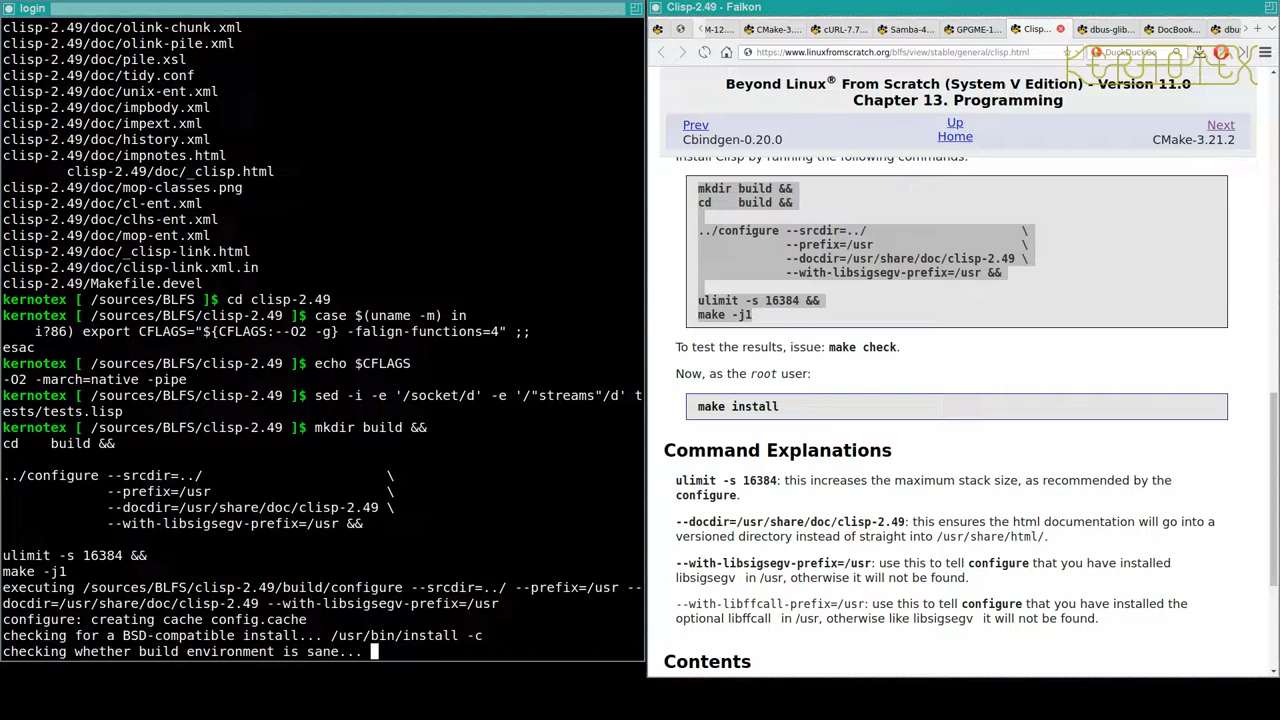 login
clisp-2.49/doc/olink-chunk.xml
clisp-2.49/doc/olink-pile.xml
clisp-2.49/doc/pile.xsl
clisp-2.49/doc/tidy.conf
clisp-2.49/doc/unix-ent.xml
clisp-2.49/doc/impbody.xml
clisp-2.49/doc/impext.xml
clisp-2.49/doc/history.xml
clisp-2.49/doc/impnotes.html
clisp-2.49/doc/_clisp.html
clisp-2.49/doc/mop-classes.png
clisp-2.49/doc/cl-ent.xml
clisp-2.49/doc/clhs-ent.xml
clisp-2.49/doc/mop-ent.xml
clisp-2.49/doc/_clisp-link.html
clisp-2.49/doc/clisp-link.xml.in
clisp-2.49/Makefile.devel
kernotex [ /sources/BLFS ]$ cd clisp-2.49
kernotex [ /sources/BLFS/clisp-2.49 ]$ case $(uname -m) in
    i?86) export CFLAGS="${CFLAGS:--O2 -g} -falign-functions=4" ;;
esac
kernotex [ /sources/BLFS/clisp-2.49 ]$ echo $CFLAGS
-O2 -march=native -pipe
kernotex [ /sources/BLFS/clisp-2.49 ]$ sed -i -e '/socket/d' -e '/"streams"/d' t
ests/tests.lisp
kernotex [ /sources/BLFS/clisp-2.49 ]$ mkdir build &&
cd    build &&
../configure --srcdir=../                       \
             --prefix=/usr                      \
             --docdir=/usr/share/doc/clisp-2.49 \
             --with-libsigsegv-prefix=/usr &&
ulimit -s 16384 &&
make -j1
executing /sources/BLFS/clisp-2.49/build/configure --srcdir=../ --prefix=/usr --
docdir=/usr/share/doc/clisp-2.49 --with-libsigsegv-prefix=/usr
configure: creating cache config.cache
checking for a BSD-compatible install... /usr/bin/install -c
checking whether build environment is sane...
Clisp-2.49 - Falkon
M-12.... CMake-3.... cURL-7.7... Samba-4... GPGME-1... Clisp... dbus-glib... DocBook... dbu
https://www.linuxfromscratch.org/blfs/view/stable/general/clisp.html DuckDuckGo
KERNOTEX
Beyond Linux® From Scratch (System V Edition) - Version 11.0
Chapter 13. Programming
Prev Up Next
Cbindgen-0.20.0 Home CMake-3.21.2
Install Clisp by running the following commands:
mkdir build &&
cd    build &&
../configure --srcdir=../                       \
             --prefix=/usr                      \
             --docdir=/usr/share/doc/clisp-2.49 \
             --with-libsigsegv-prefix=/usr &&
ulimit -s 16384 &&
make -j1
To test the results, issue: make check.
Now, as the root user:
make install
Command Explanations
ulimit -s 16384: this increases the maximum stack size, as recommended by the
configure.
--docdir=/usr/share/doc/clisp-2.49: this ensures the html documentation will go into a
versioned directory instead of straight into /usr/share/html/.
--with-libsigsegv-prefix=/usr: use this to tell configure that you have installed
libsigsegv in /usr, otherwise it will not be found.
--with-libffcall-prefix=/usr: use this to tell configure that you have installed the
optional libffcall in /usr, otherwise like libsigsegv it will not be found.
Contents